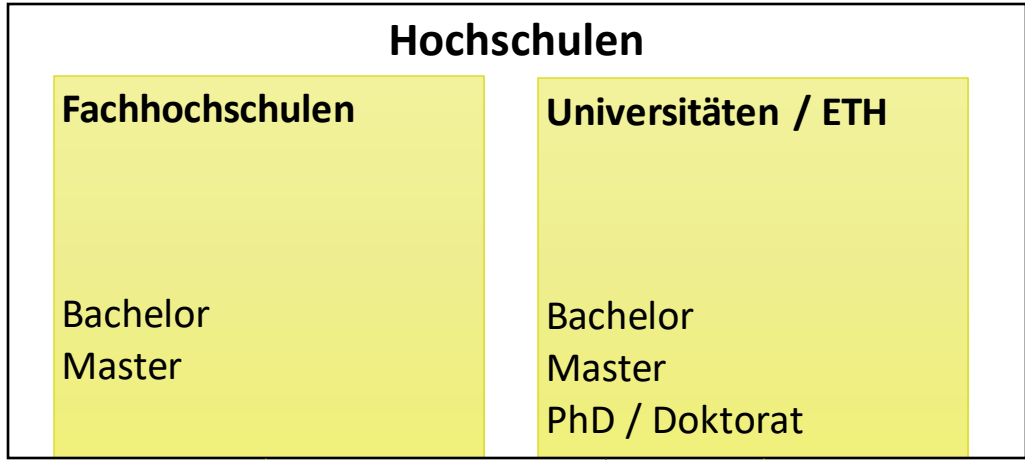 Hochschulen
Fachhochschulen
Bachelor
Master
Universitäten / ETH
Bachelor
Master
PhD / Doktorat